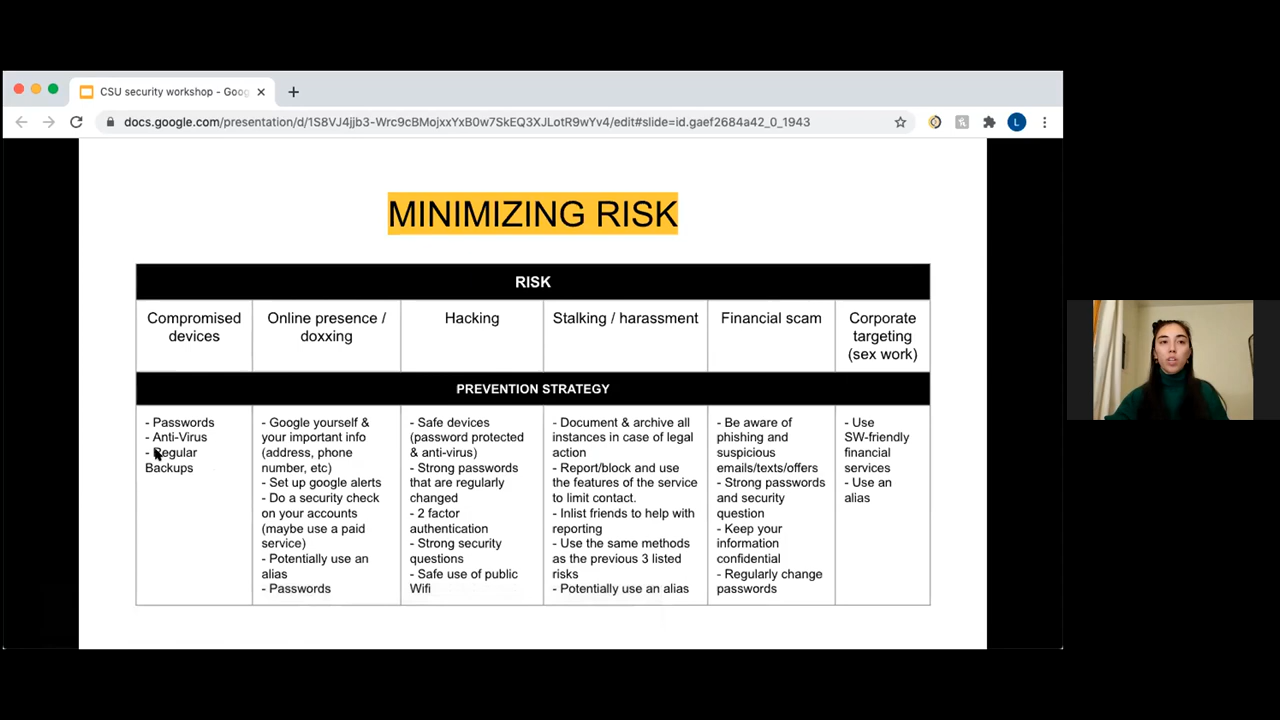 CSU security workshop - Goog
docs.google.com/presentation/d/1S8VJ4jjb3-Wrc9cBMojxxYxB0w7SkEQ3XJLotR9wYv4/edit#slide=id.gaef2684a42_0_1943
L
MINIMIZING RISK
RISK
Compromised
devices
Online presence /
doxxing
Hacking
Stalking / harassment
Financial scam
Corporate
targeting
(sex work)
PREVENTION STRATEGY
- Passwords
- Anti-Virus
- Regular
Backups
- Google yourself &
your important info
(address, phone
number, etc)
- Set up google alerts
- Do a security check
on your accounts
(maybe use a paid
service)
- Potentially use an
alias
- Passwords
- Safe devices
(password protected
& anti-virus)
- Strong passwords
that are regularly
changed
- 2 factor
authentication
- Strong security
questions
- Safe use of public
Wifi
- Document & archive all
instances in case of legal
action
- Report/block and use
the features of the service
to limit contact.
- Inlist friends to help with
reporting
- Use the same methods
as the previous 3 listed
risks
- Potentially use an alias
- Be aware of
phishing and
suspicious
emails/texts/offers
- Strong passwords
and security
question
- Keep your
information
confidential
- Regularly change
passwords
- Use
SW-friendly
financial
services
- Use an
alias